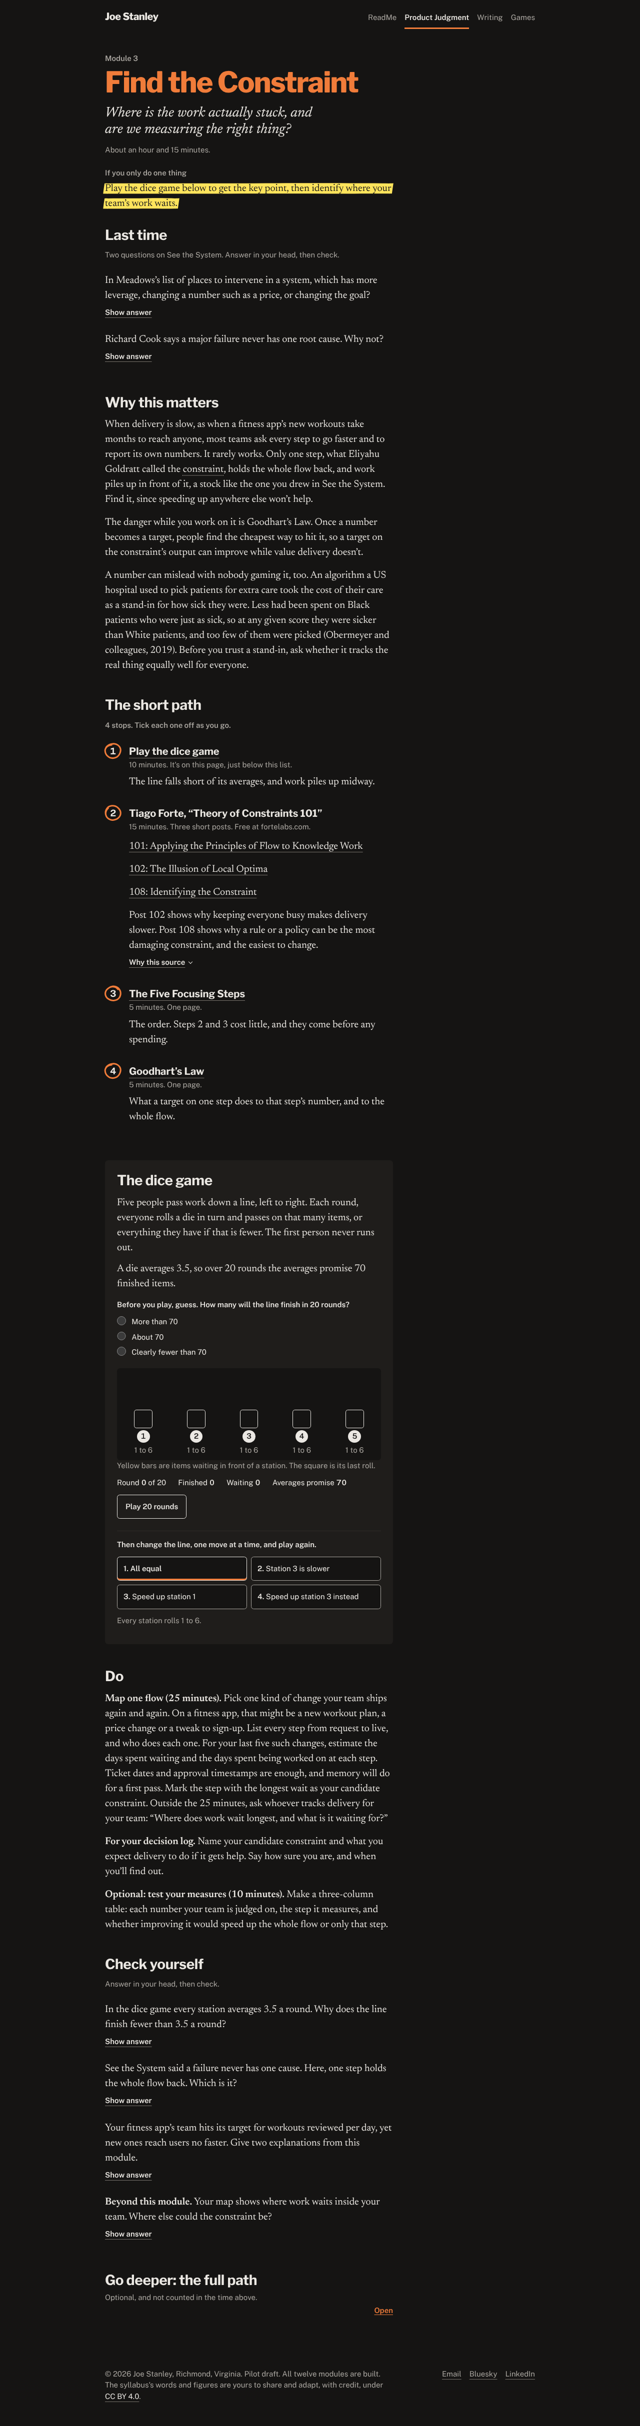 Joe Stanley
ReadMe
Product Judgment
Writing
Games
Module 3
Find the Constraint
Where is the work actually stuck, and
are we measuring the right thing?
About an hour and 15 minutes.
If you only do one thing
Play the dice game below to get the key point, then identify where your
team's work waits.
Last time
Two questions on See the System. Answer in your head, then check.
In Meadows's list of places to intervene in a system, which has more
leverage, changing a number such as a price, or changing the goal?
Show answer
Richard Cook says a major failure never has one root cause. Why not?
Show answer
Why this matters
When delivery is slow, as when a fitness app's new workouts take
months to reach anyone, most teams ask every step to go faster and to
report its own numbers. It rarely works. Only one step, what Eliyahu
Goldratt called the constraint, holds the whole flow back, and work
piles up in front of it, a stock like the one you drew in See the System.
Find it, since speeding up anywhere else won't help.
The danger while you work on it is Goodhart's Law. Once a number
becomes a target, people find the cheapest way to hit it, so a target on
the constraint's output can improve while value delivery doesn't.
A number can mislead with nobody gaming it, too. An algorithm a US
hospital used to pick patients for extra care took the cost of their care
as a stand-in for how sick they were. Less had been spent on Black
patients who were just as sick, so at any given score they were sicker
than White patients, and too few of them were picked (Obermeyer and
colleagues, 2019). Before you trust a stand-in, ask whether it tracks the
real thing equally well for everyone.
The short path
4 stops. Tick each one off as you go.
1
Play the dice game
10 minutes. It's on this page, just below this list.
The line falls short of its averages, and work piles up midway.
2
Tiago Forte, “Theory of Constraints 101”
15 minutes. Three short posts. Free at fortelabs.com.
101: Applying the Principles of Flow to Knowledge Work
102: The Illusion of Local Optima
108: Identifying the Constraint
Post 102 shows why keeping everyone busy makes delivery
slower. Post 108 shows why a rule or a policy can be the most
damaging constraint, and the easiest to change.
Why this source
3
The Five Focusing Steps
5 minutes. One page.
The order. Steps 2 and 3 cost little, and they come before any
spending.
4
Goodhart's Law
5 minutes. One page.
What a target on one step does to that step's number, and to the
whole flow.
The dice game
Five people pass work down a line, left to right. Each round,
everyone rolls a die in turn and passes on that many items, or
everything they have if that is fewer. The first person never runs
out.
A die averages 3.5, so over 20 rounds the averages promise 70
finished items.
Before you play, guess. How many will the line finish in 20 rounds?
More than 70
About 70
Clearly fewer than 70
1 2 3 4 5
1 to 6 1 to 6 1 to 6 1 to 6 1 to 6
Yellow bars are items waiting in front of a station. The square is its last roll.
Round 0 of 20 Finished 0 Waiting 0 Averages promise 70
Play 20 rounds
Then change the line, one move at a time, and play again.
1. All equal
2. Station 3 is slower
3. Speed up station 1
4. Speed up station 3 instead
Every station rolls 1 to 6.
Do
Map one flow (25 minutes). Pick one kind of change your team ships
again and again. On a fitness app, that might be a new workout plan, a
price change or a tweak to sign-up. List every step from request to live,
and who does each one. For your last five such changes, estimate the
days spent waiting and the days spent being worked on at each step.
Ticket dates and approval timestamps are enough, and memory will do
for a first pass. Mark the step with the longest wait as your candidate
constraint. Outside the 25 minutes, ask whoever tracks delivery for
your team: “Where does work wait longest, and what is it waiting for?”
For your decision log. Name your candidate constraint and what you
expect delivery to do if it gets help. Say how sure you are, and when
you'll find out.
Optional: test your measures (10 minutes). Make a three-column
table: each number your team is judged on, the step it measures, and
whether improving it would speed up the whole flow or only that step.
Check yourself
Answer in your head, then check.
In the dice game every station averages 3.5 a round. Why does the line
finish fewer than 3.5 a round?
Show answer
See the System said a failure never has one cause. Here, one step holds
the whole flow back. Which is it?
Show answer
Your fitness app's team hits its target for workouts reviewed per day, yet
new ones reach users no faster. Give two explanations from this
module.
Show answer
Beyond this module. Your map shows where work waits inside your
team. Where else could the constraint be?
Show answer
Go deeper: the full path
Optional, and not counted in the time above.
Open
© 2026 Joe Stanley, Richmond, Virginia. Pilot draft. All twelve modules are built.
The syllabus's words and figures are yours to share and adapt, with credit, under
CC BY 4.0.
Email
Bluesky
LinkedIn